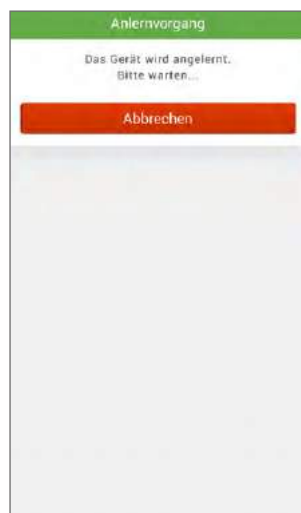 Anlernvorgang
Das Gerät wird angelernt.
Bitte warten...
Abbrechen